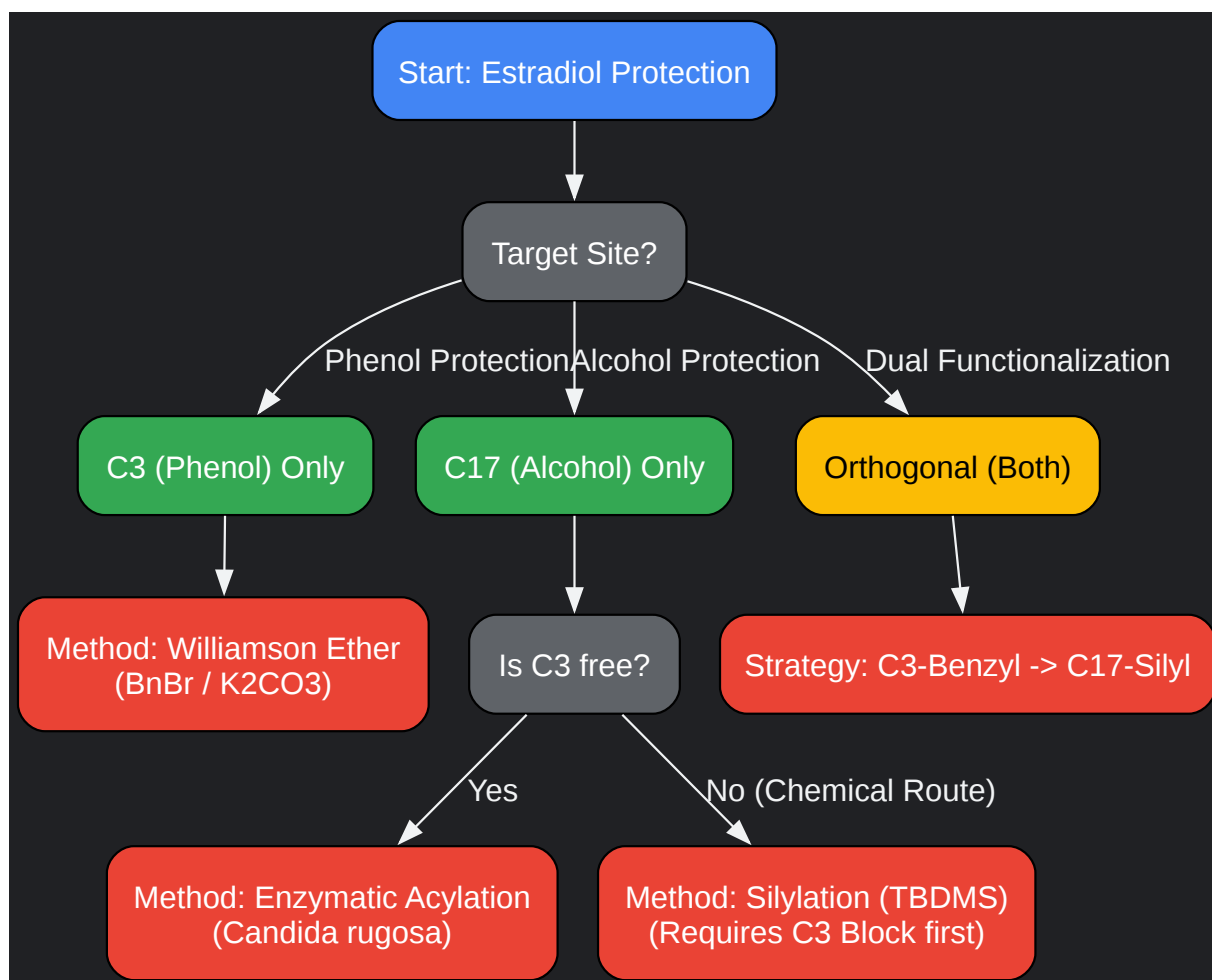 Start: Estradiol Protection
Target Site?
Phenol Protection
Alcohol Protection
Dual Functionalization
C3 (Phenol) Only
C17 (Alcohol) Only
Orthogonal (Both)
Method: Williamson Ether
(BnBr / K2CO3)
Is C3 free?
Strategy: C3-Benzyl -> C17-Silyl
Yes
No (Chemical Route)
Method: Enzymatic Acylation
(Candida rugosa)
Method: Silylation (TBDMS)
(Requires C3 Block first)